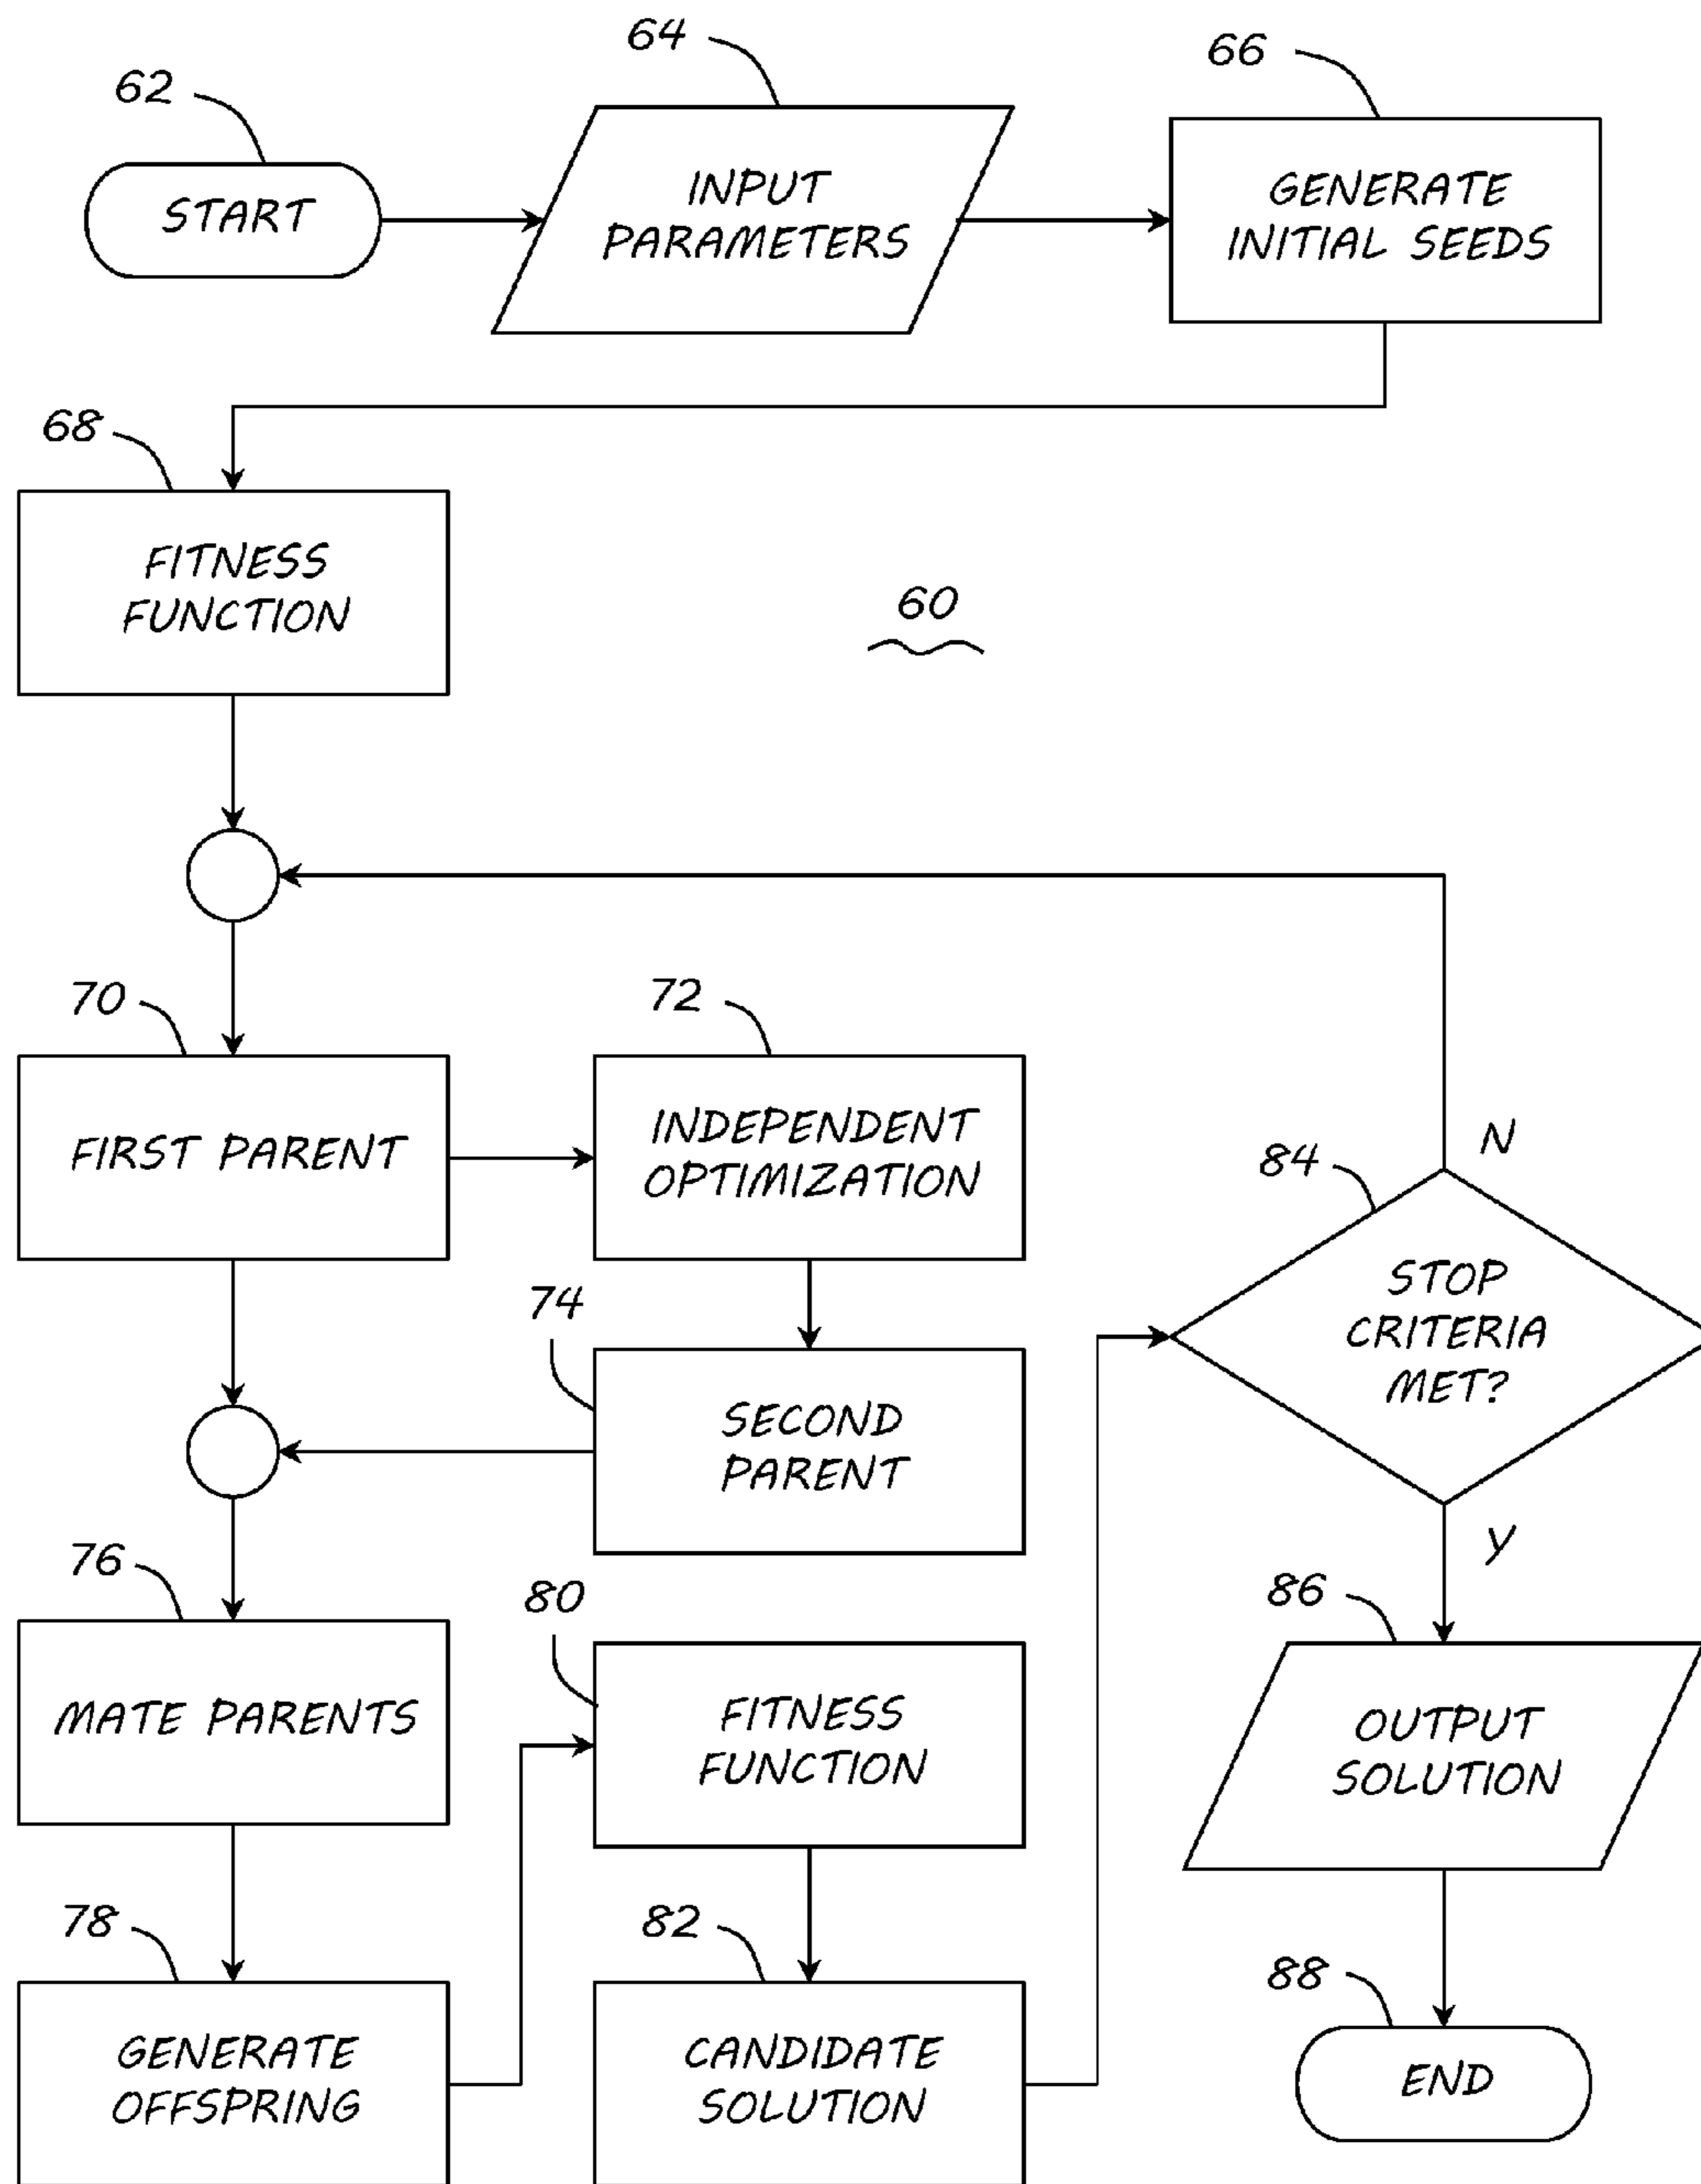 62
START
64
INPUT
PARAMETERS
66
GENERATE
INITIAL SEEDS
68
FITNESS
FUNCTION
60
70
FIRST PARENT
72
INDEPENDENT
OPTIMIZATION
74
SECOND
PARENT
76
MATE PARENTS
78
GENERATE
OFFSPRING
80
FITNESS
FUNCTION
82
CANDIDATE
SOLUTION
84
N
STOP
CRITERIA
MET?
Y
86
OUTPUT
SOLUTION
88
END